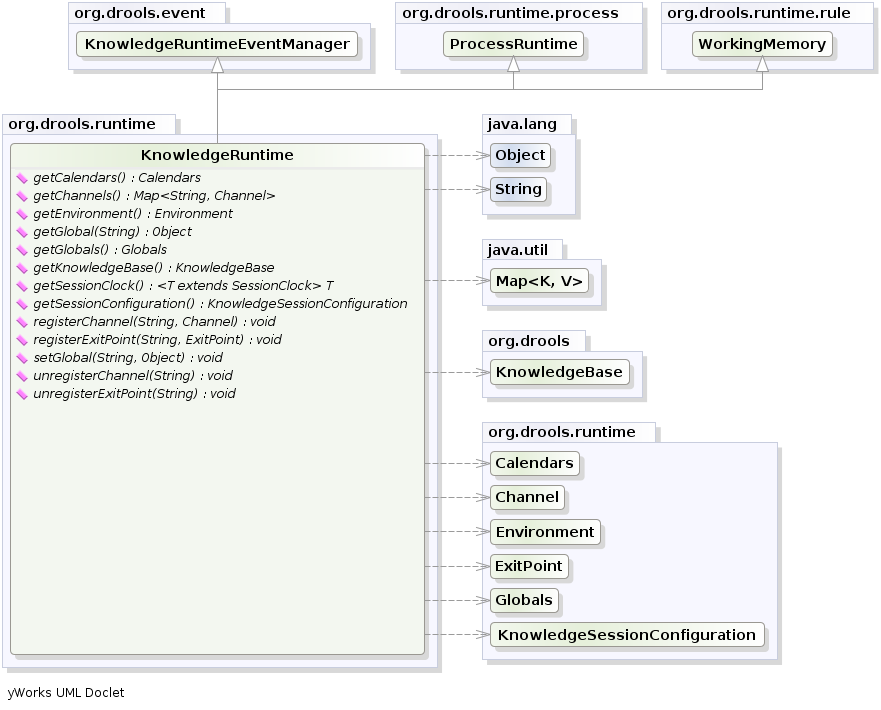 org.drools.event
KnowledgeRuntimeEventManager
org.drools.runtime.process
ProcessRuntime
org.drools.runtime.rule
WorkingMemory
org.drools.runtime
KnowledgeRuntime
getCalendars() : Calendars
getChannels() : Map<String, Channel>
getEnvironment() : Environment
getGlobal(String) : Object
getGlobals() : Globals
getKnowledgeBase() : KnowledgeBase
getSessionClock() : <T extends SessionClock> T
getSessionConfiguration() : KnowledgeSessionConfiguration
registerChannel(String, Channel) : void
registerExitPoint(String, ExitPoint) : void
setGlobal(String, Object) : void
unregisterChannel(String) : void
unregisterExitPoint(String) : void
java.lang
Object
String
java.util
Map<K, V>
org.drools
KnowledgeBase
org.drools.runtime
Calendars
Channel
Environment
ExitPoint
Globals
KnowledgeSessionConfiguration
yWorks UML Doclet